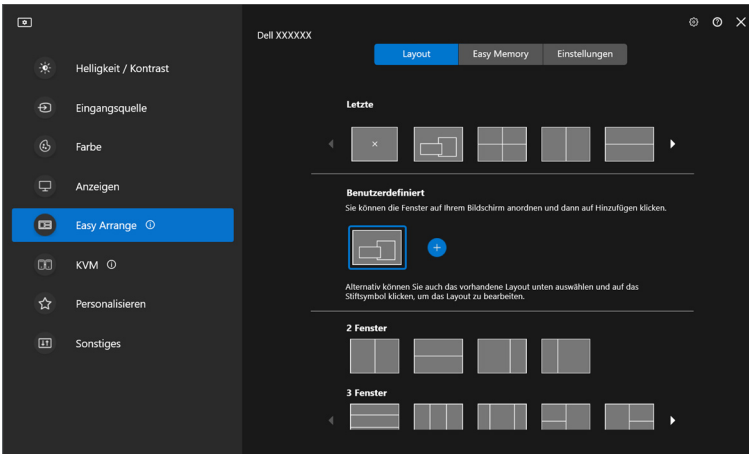 Dell XXXXXX
Layout
Easy Memory
Einstellungen
Helligkeit / Kontrast
Eingangsquelle
Farbe
Anzeigen
Easy Arrange
KVM
Personalisieren
Sonstiges
Letzte
Benutzerdefiniert
Sie können die Fenster auf Ihrem Bildschirm anordnen und dann auf Hinzufügen klicken.
Alternativ können Sie auch das vorhandene Layout unten auswählen und auf das
Stiftsymbol klicken, um das Layout zu bearbeiten.
2 Fenster
3 Fenster